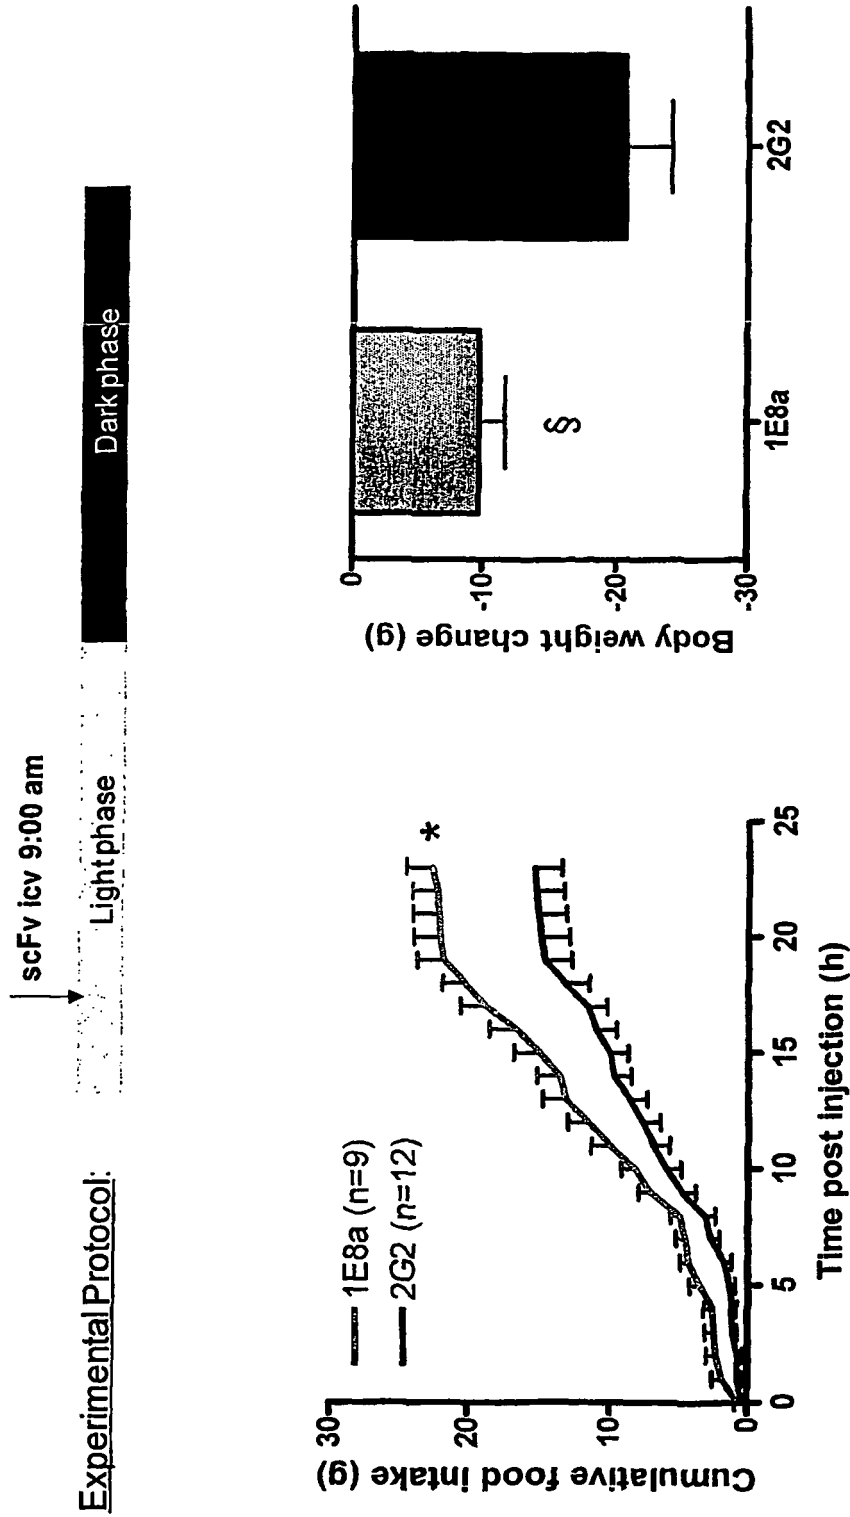 Experimental Protocol:
scFv icv 9:00 am
Light phase
Dark phase
Cumulative food intake (g)
30
20
10
0
1E8a (n=9)
2G2 (n=12)
*
0
5
10
15
20
25
Time post injection (h)
Body weight change (g)
0
-10
-20
-30
§
1E8a
2G2